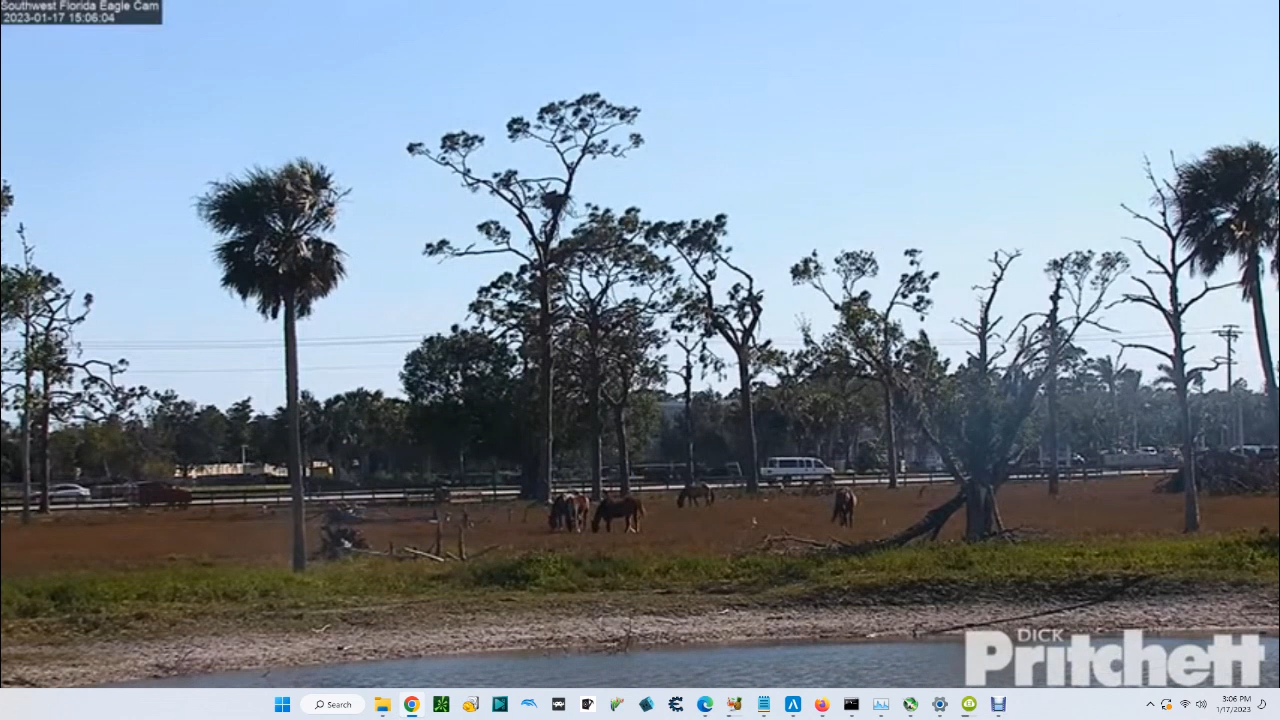 Southwest Florida Eagle Cam
2023-01-17 15:06:04
DICK
Pritchett
Search
3:06 PM
1/17/2023